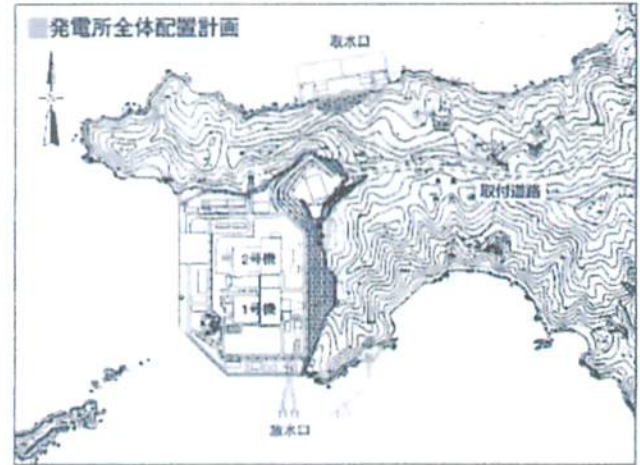 発電所全体配置計画
取水口
取付道路
2号機
1号機
放水口